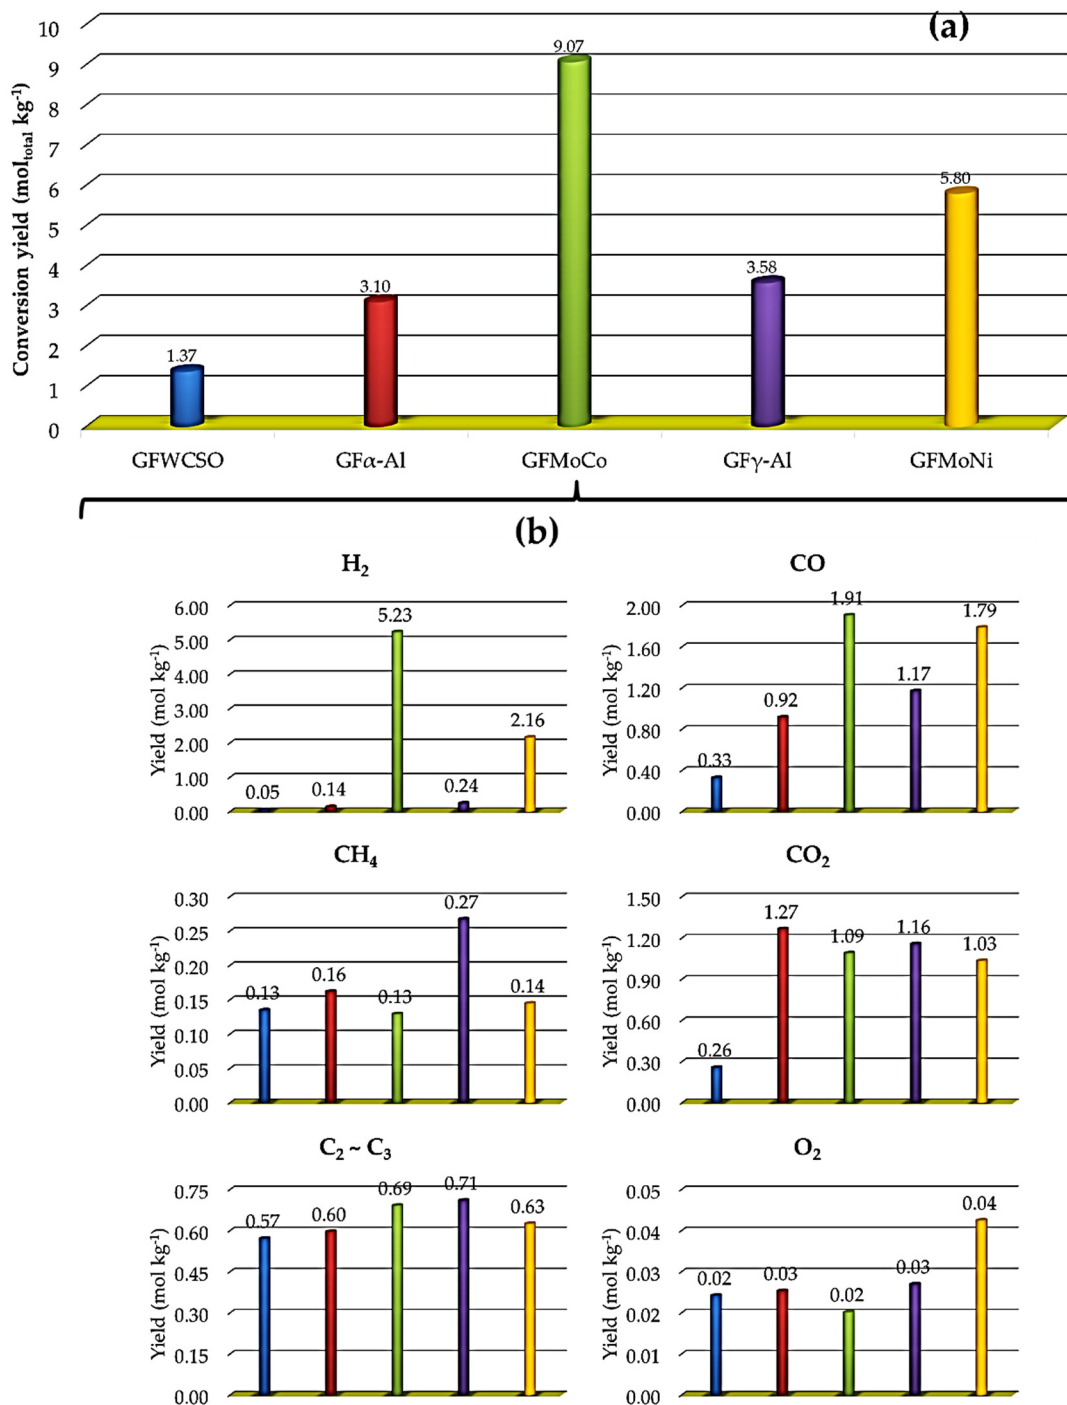 (a)
Conversion yield (mol_total kg⁻¹)
10
9
8
7
6
5
4
3
2
1
0
1.37
3.10
9.07
3.58
5.80
GFWCSO GFα-Al GFMoCo GFγ-Al GFMoNi
(b)
H₂
Yield (mol kg⁻¹)
6.00
5.00
4.00
3.00
2.00
1.00
0.00
0.05 0.14 5.23 0.24 2.16
CO
Yield (mol kg⁻¹)
2.00
1.60
1.20
0.80
0.40
0.00
0.33 0.92 1.91 1.17 1.79
CH₄
Yield (mol kg⁻¹)
0.30
0.25
0.20
0.15
0.10
0.05
0.00
0.13 0.16 0.13 0.27 0.14
CO₂
Yield (mol kg⁻¹)
1.50
1.20
0.90
0.60
0.30
0.00
0.26 1.27 1.09 1.16 1.03
C₂ ~ C₃
Yield (mol kg⁻¹)
0.75
0.60
0.45
0.30
0.15
0.00
0.57 0.60 0.69 0.71 0.63
O₂
Yield (mol kg⁻¹)
0.05
0.04
0.03
0.02
0.01
0.00
0.02 0.03 0.02 0.03 0.04